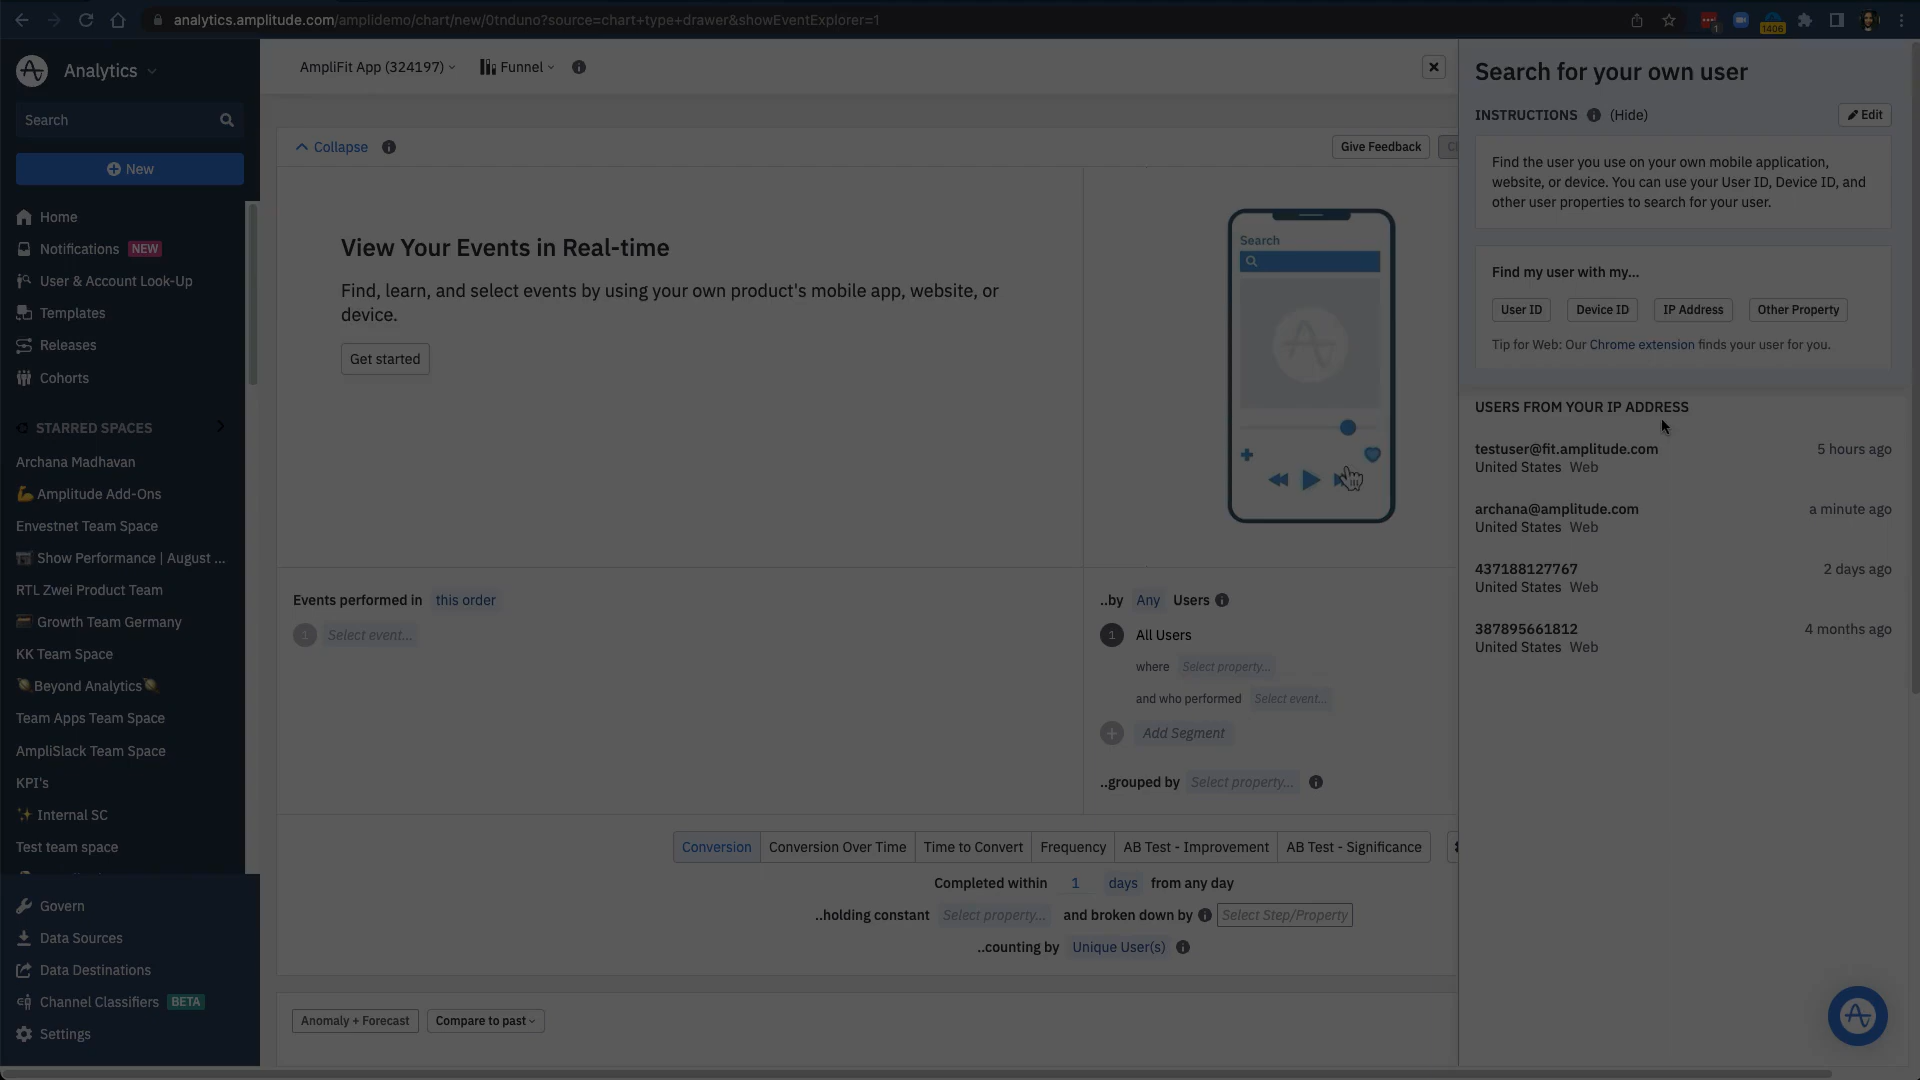 analytics.amplitude.com/amplidemo/chart/new/0tnduno?source=chart+type+drawer&showEventExplorer=1
1
1406
Analytics
Search
New
Home
Notifications NEW
User & Account Look-Up
Templates
Releases
Cohorts
STARRED SPACES
Archana Madhavan
Amplitude Add-Ons
Envestnet Team Space
Show Performance | August ...
RTL Zwei Product Team
Growth Team Germany
KK Team Space
Beyond Analytics
Team Apps Team Space
AmpliSlack Team Space
KPI's
Internal SC
Test team space
Govern
Data Sources
Data Destinations
Channel Classifiers BETA
Settings
AmpliFit App (324197)
Funnel
Collapse
Give Feedback
View Your Events in Real-time
Find, learn, and select events by using your own product's mobile app, website, or
device.
Get started
Search
Events performed in this order
1 Select event...
..by Any Users
1 All Users
where Select property...
and who performed Select event...
Add Segment
..grouped by Select property...
Conversion
Conversion Over Time
Time to Convert
Frequency
AB Test - Improvement
AB Test - Significance
Completed within 1 days from any day
..holding constant Select property... and broken down by Select Step/Property
..counting by Unique User(s)
Anomaly + Forecast
Compare to past
Search for your own user
INSTRUCTIONS (Hide)
Edit
Find the user you use on your own mobile application,
website, or device. You can use your User ID, Device ID, and
other user properties to search for your user.
Find my user with my...
User ID
Device ID
IP Address
Other Property
Tip for Web: Our Chrome extension finds your user for you.
USERS FROM YOUR IP ADDRESS
testuser@fit.amplitude.com 5 hours ago
United States Web
archana@amplitude.com a minute ago
United States Web
437188127767 2 days ago
United States Web
387895661812 4 months ago
United States Web